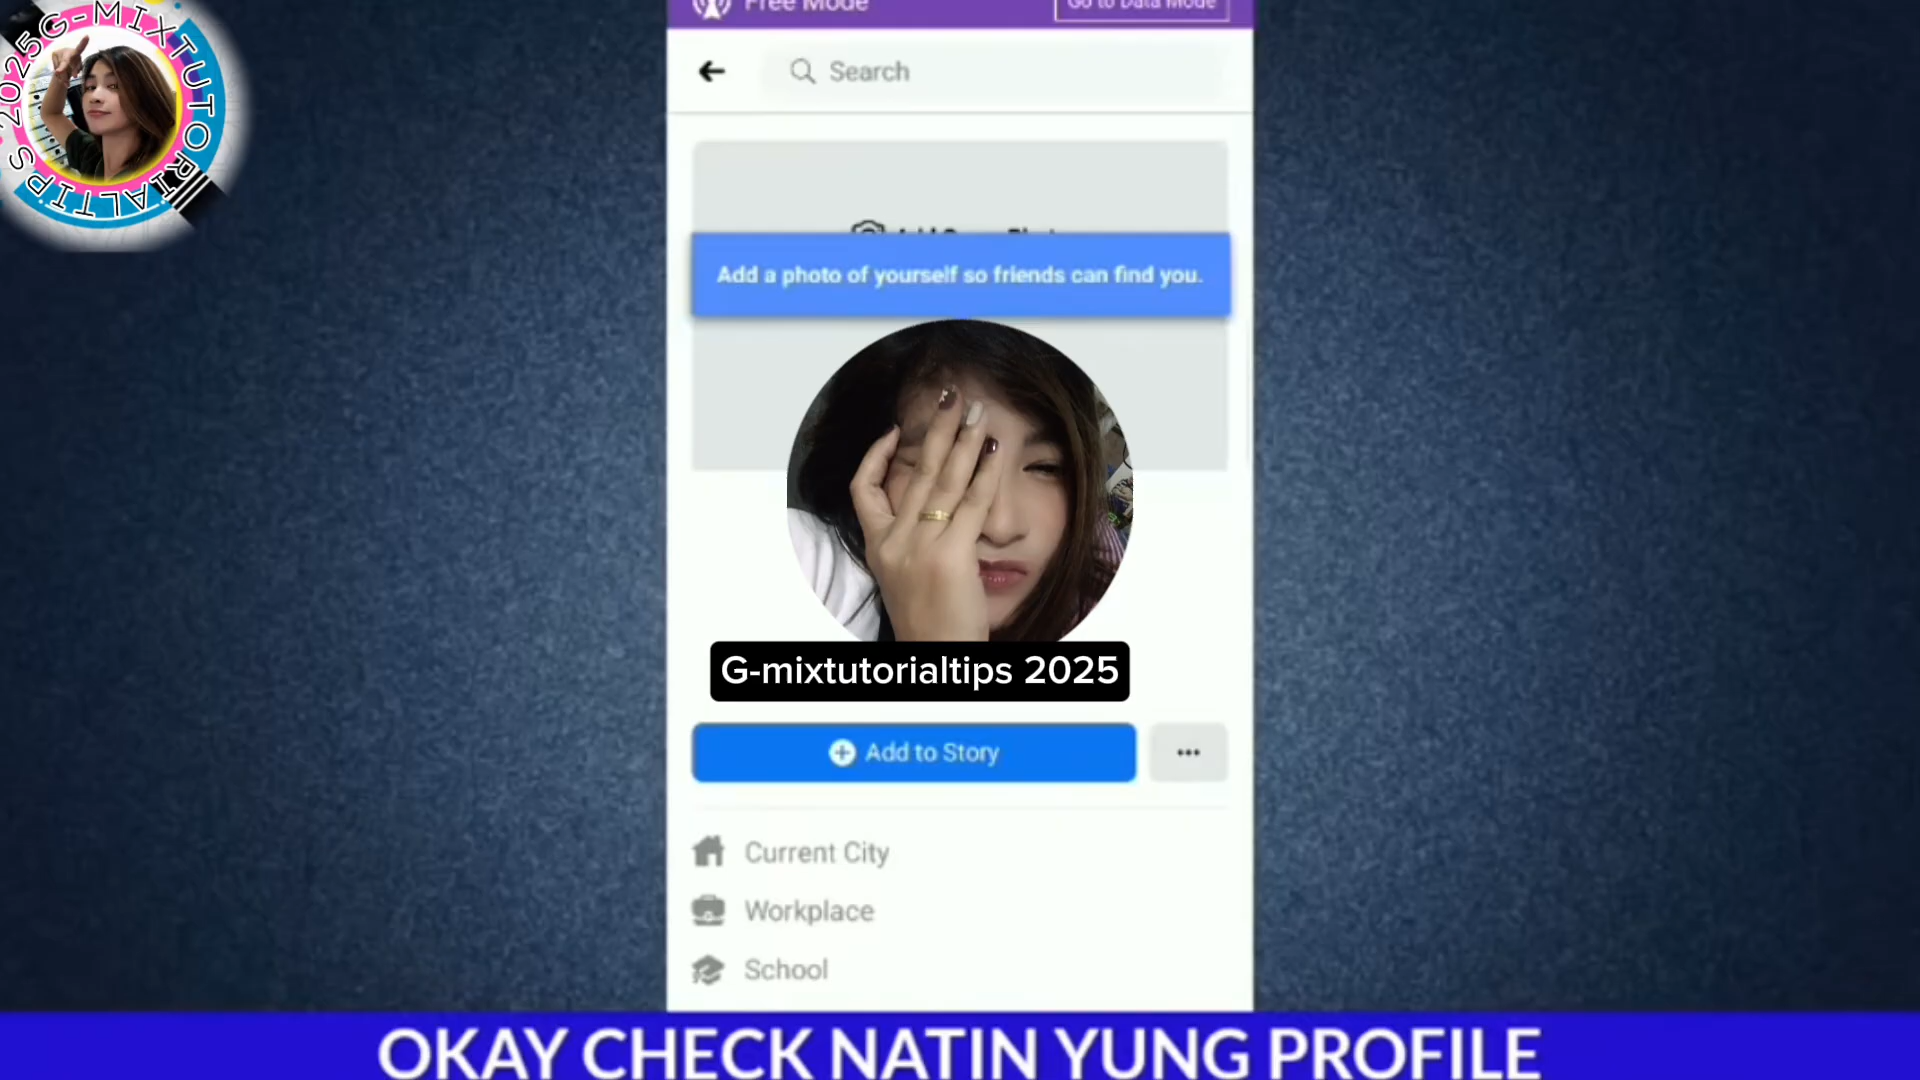 G-MIXTUTORIALTIPS 2025
Free Mode
Go to Data Mode
Search
Add a photo of yourself so friends can find you.
G-mixtutorialtips 2025
Add to Story
Current City
Workplace
School
OKAY CHECK NATIN YUNG PROFILE